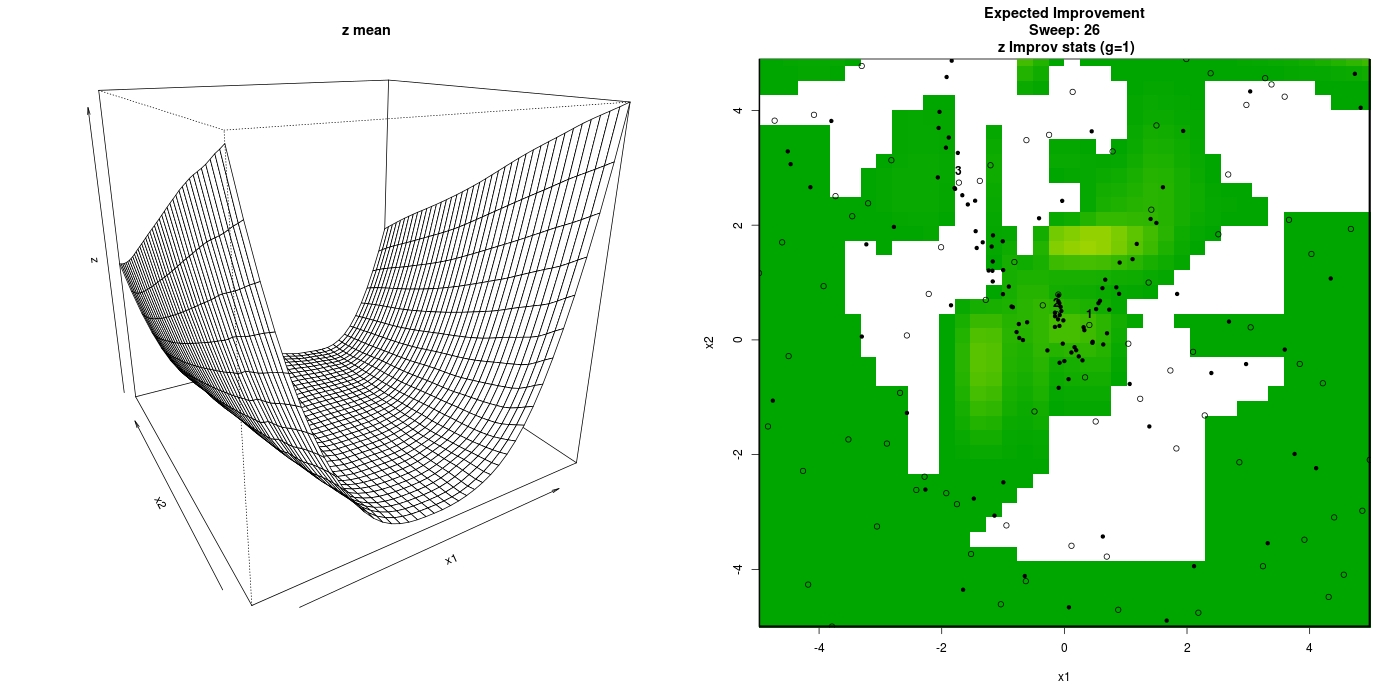 z mean
z
x2
x1
Expected Improvement
Sweep: 26
z Improv stats (g=1)
x2
4
2
0
-2
-4
3
2
1
-4
-2
0
2
4
x1